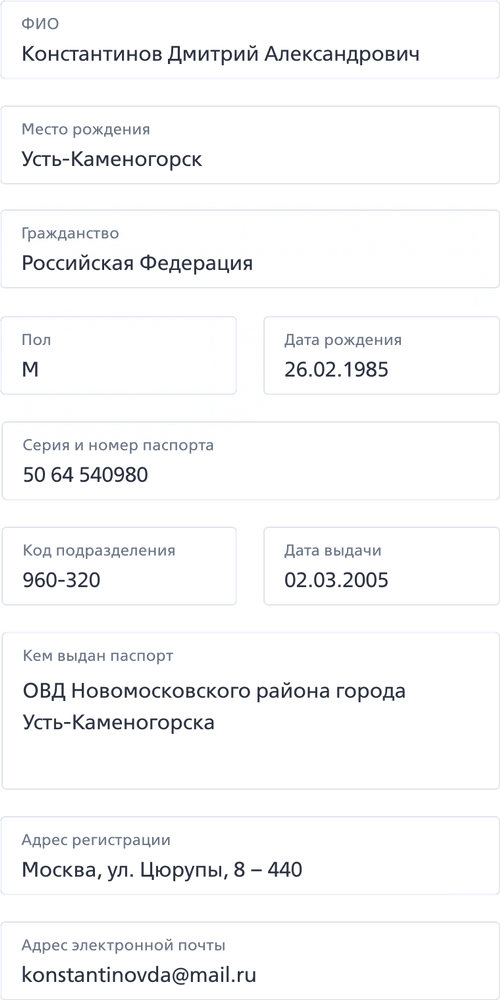 ФИО
Константинов Дмитрий Александрович
Место рождения
Усть-Каменогорск
Гражданство
Российская Федерация
Пол
М
Дата рождения
26.02.1985
Серия и номер паспорта
50 64 540980
Код подразделения
960-320
Дата выдачи
02.03.2005
Кем выдан паспорт
ОВД Новомосковского района города
Усть-Каменогорска
Адрес регистрации
Москва, ул. Цюрупы, 8 – 440
Адрес электронной почты
konstantinovda@mail.ru